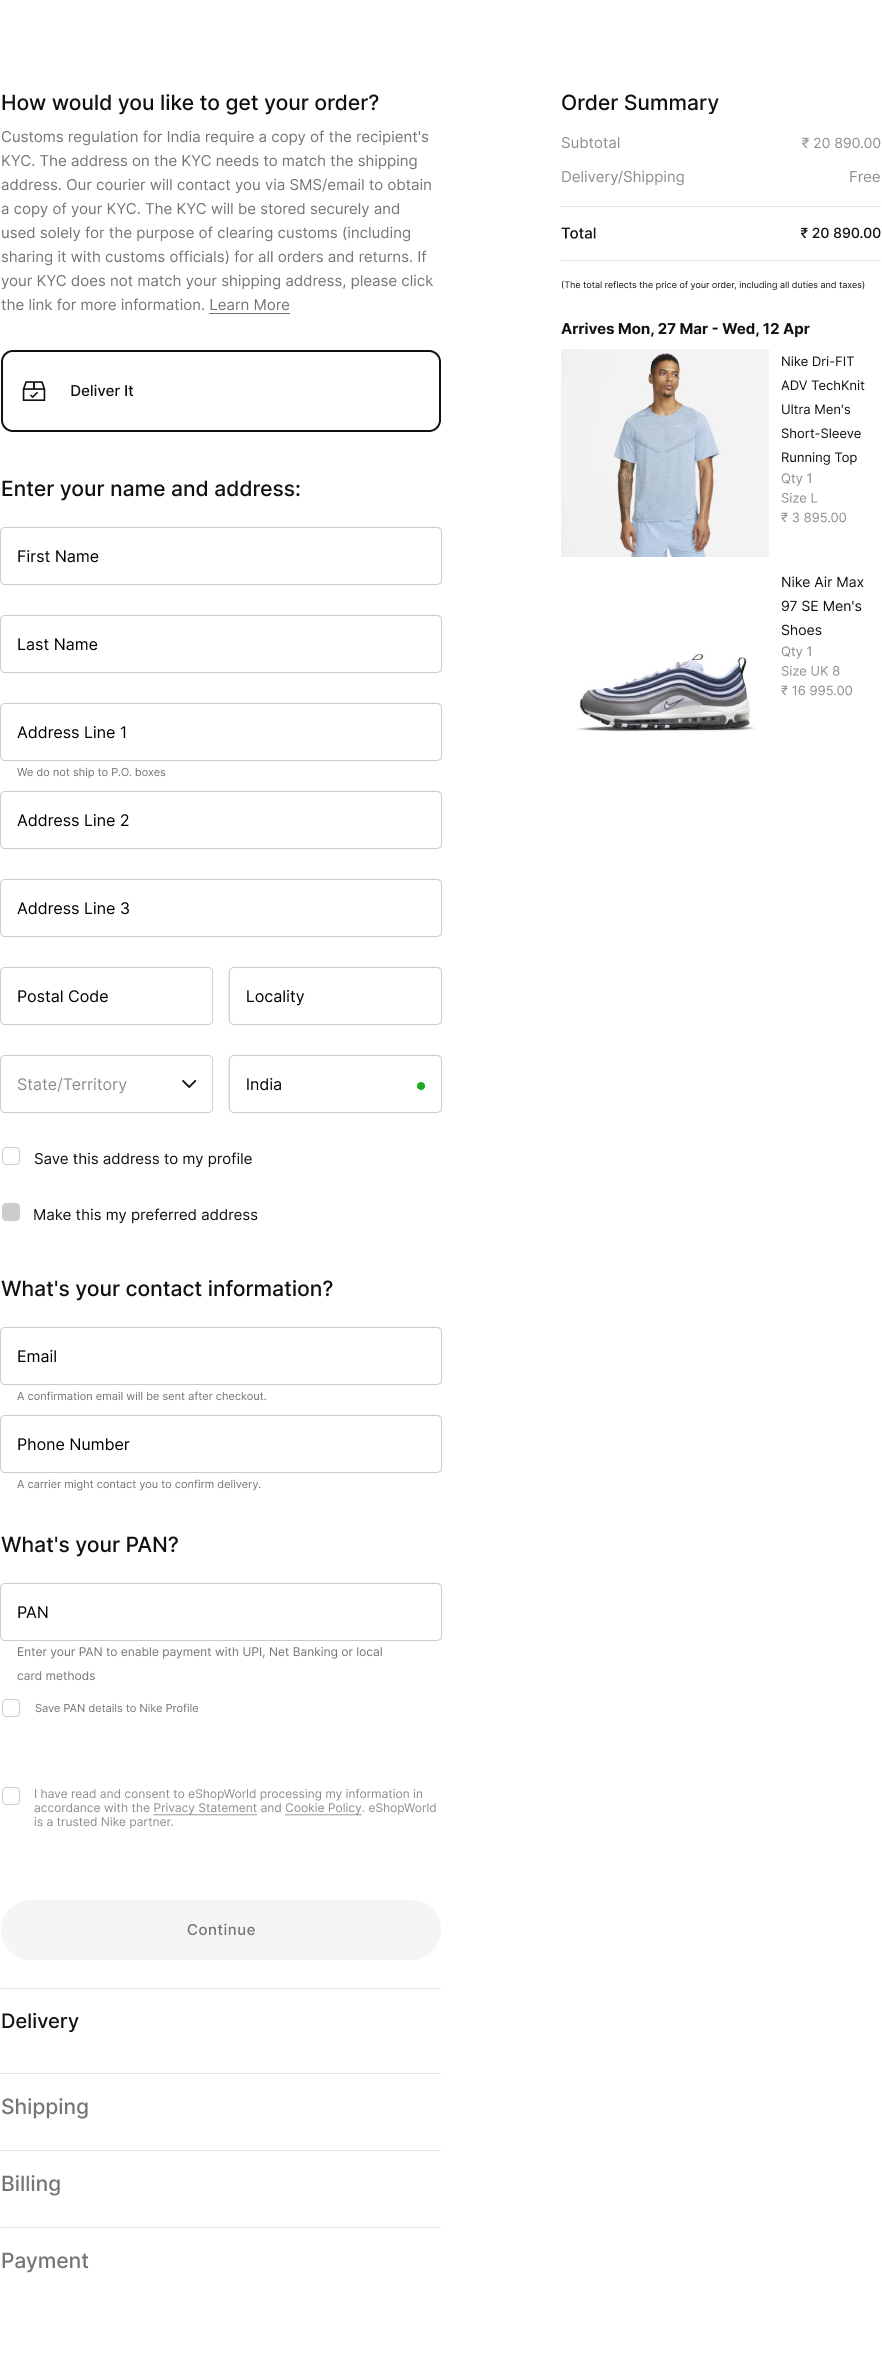 How would you like to get your order?
Customs regulation for India require a copy of the recipient's
KYC. The address on the KYC needs to match the shipping
address. Our courier will contact you via SMS/email to obtain
a copy of your KYC. The KYC will be stored securely and
used solely for the purpose of clearing customs (including
sharing it with customs officials) for all orders and returns. If
your KYC does not match your shipping address, please click
the link for more information. Learn More
Deliver It
Enter your name and address:
First Name
Last Name
Address Line 1
We do not ship to P.O. boxes
Address Line 2
Address Line 3
Postal Code
Locality
State/Territory
India
Save this address to my profile
Make this my preferred address
What's your contact information?
Email
A confirmation email will be sent after checkout.
Phone Number
A carrier might contact you to confirm delivery.
What's your PAN?
PAN
Enter your PAN to enable payment with UPI, Net Banking or local
card methods
Save PAN details to Nike Profile
I have read and consent to eShopWorld processing my information in
accordance with the Privacy Statement and Cookie Policy. eShopWorld
is a trusted Nike partner.
Continue
Delivery
Shipping
Billing
Payment
Order Summary
Subtotal ₹ 20 890.00
Delivery/Shipping Free
Total ₹ 20 890.00
(The total reflects the price of your order, including all duties and taxes)
Arrives Mon, 27 Mar - Wed, 12 Apr
Nike Dri-FIT
ADV TechKnit
Ultra Men's
Short-Sleeve
Running Top
Qty 1
Size L
₹ 3 895.00
Nike Air Max
97 SE Men's
Shoes
Qty 1
Size UK 8
₹ 16 995.00